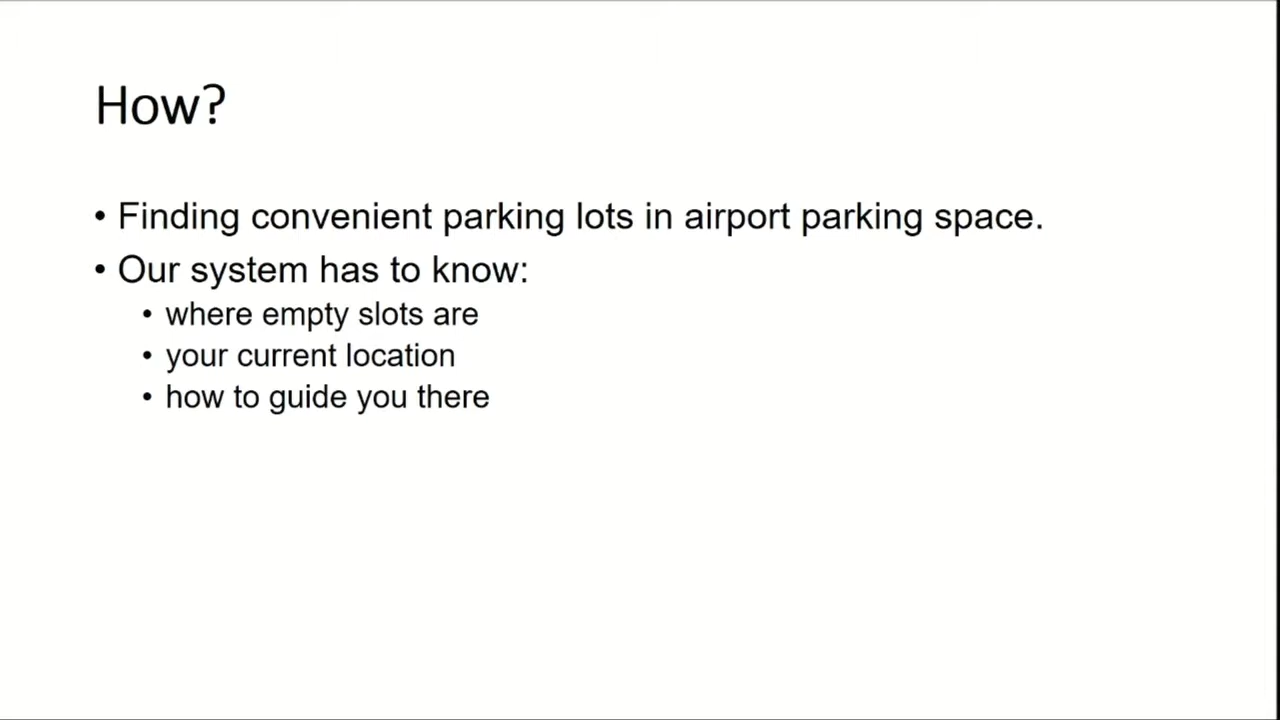 How?
• Finding convenient parking lots in airport parking space.
• Our system has to know:
• where empty slots are
• your current location
• how to guide you there